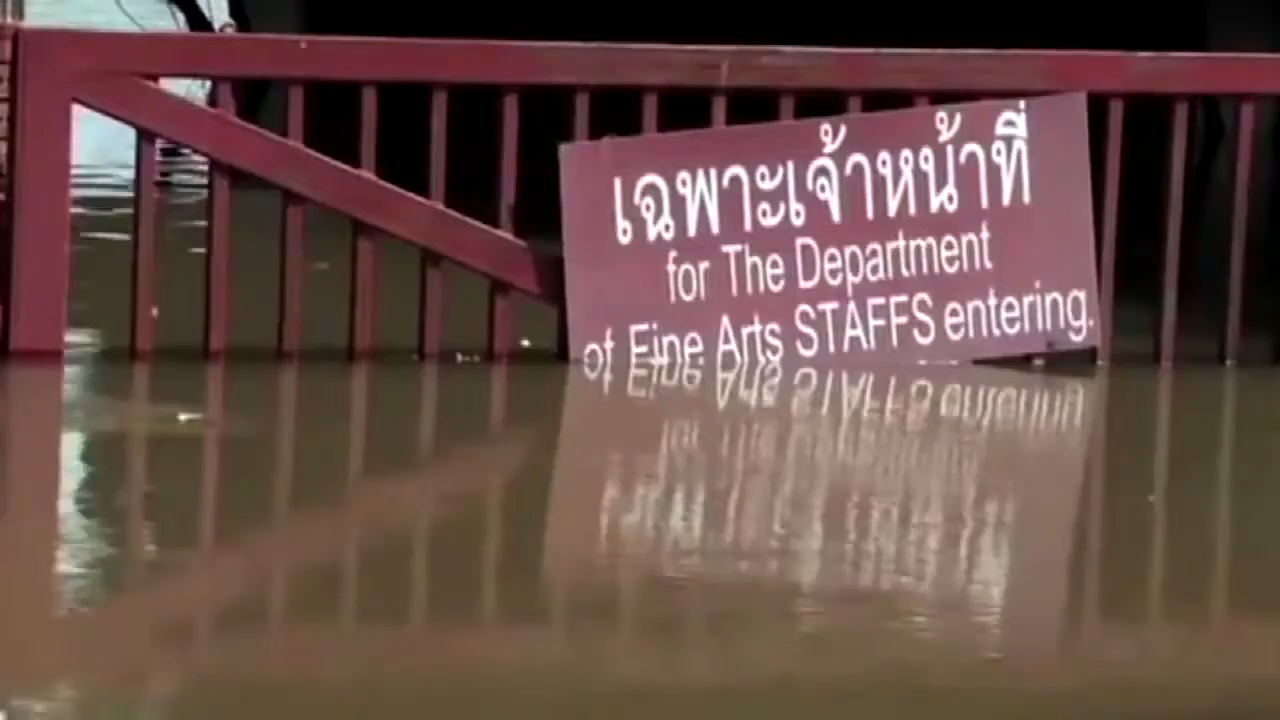 เฉพาะเจ้าหน้าที่
for The Department
of Fine Arts STAFFS entering.